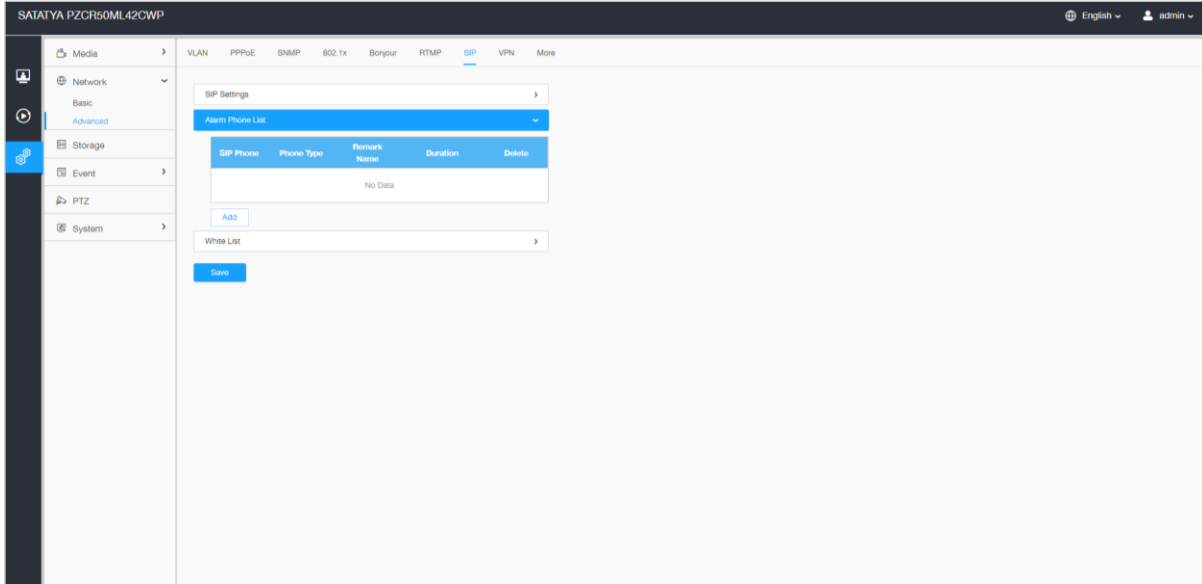 SATATYA PZCR50ML42CWP
English
admin
Media
Network
Basic
Advanced
Storage
Event
PTZ
System
VLAN PPPoE SNMP 802.1x Bonjour RTMP SIP VPN More
SIP Settings
Alarm Phone List
SIP Phone Phone Type Remark Name Duration Delete
No Data
Add
White List
Save